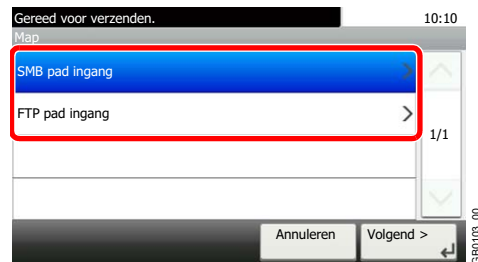 Gereed voor verzenden. 10:10
Map
SMB pad ingang
FTP pad ingang
1/1
Annuleren Volgend >
GB0103_00